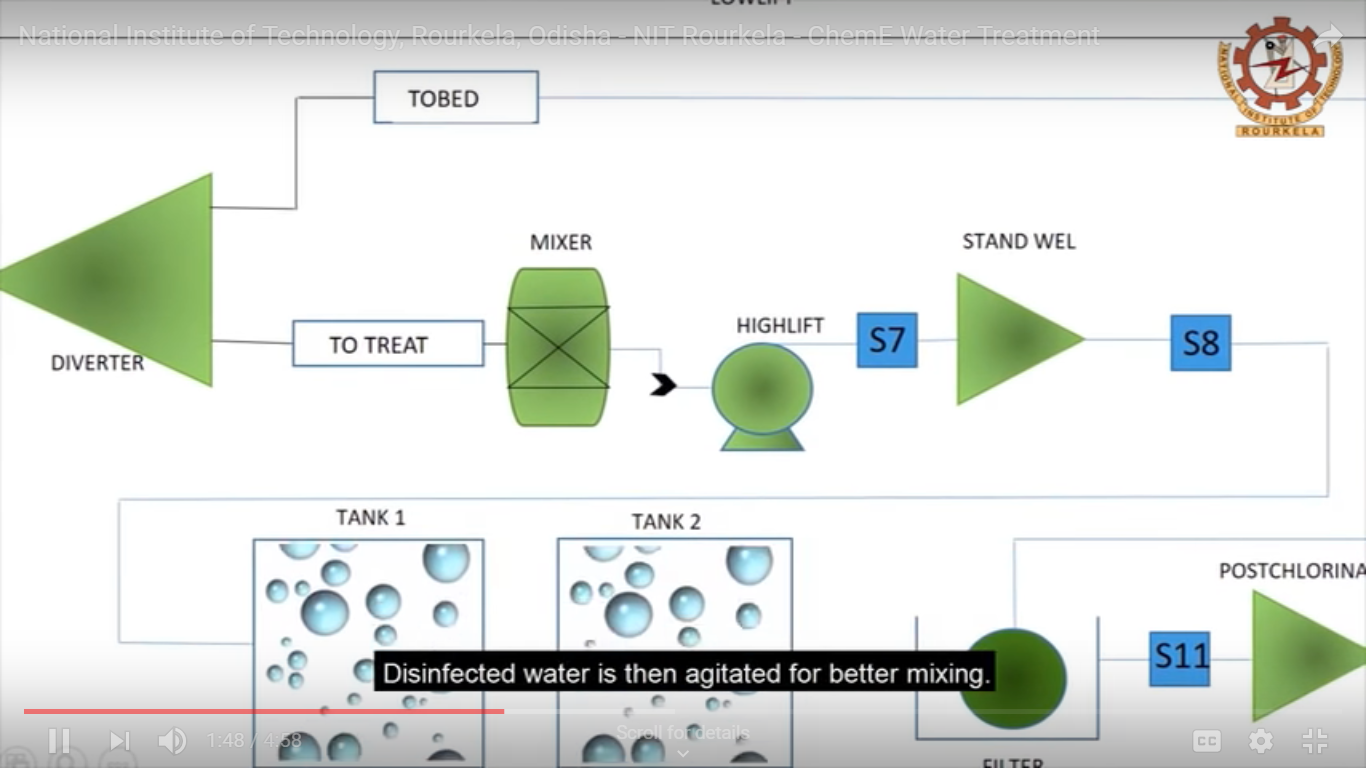 LOWLIFT
National Institute of Technology, Rourkela, Odisha - NIT Rourkela - ChemE Water Treatment
NATIONAL INSTITUTE OF TECHNOLOGY
ROURKELA
TOBED
MIXER
STAND WEL
HIGHLIFT
S7
S8
TO TREAT
DIVERTER
TANK 1
TANK 2
POSTCHLORINA
S11
Disinfected water is then agitated for better mixing.
1:48 / 4:58
Scroll for details
CC
FILTER